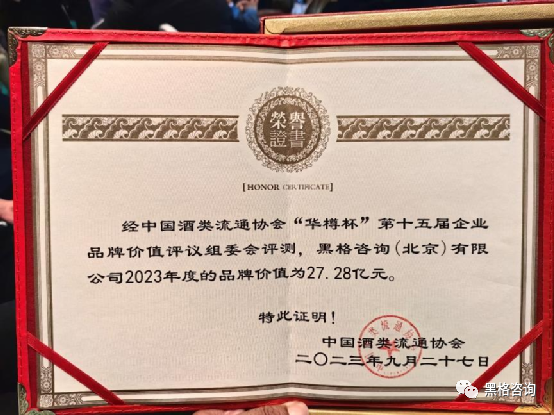 榮譽
證書
[HONOR CERTIFICATE]
经中国酒类流通协会“华樽杯”第十五届企业
品牌价值评议组委会评测，黑格咨询(北京)有限
公司2023年度的品牌价值为27.28亿元。
特此证明！
中国酒类流通协会
二〇二三年九月二十七日
黑格咨询